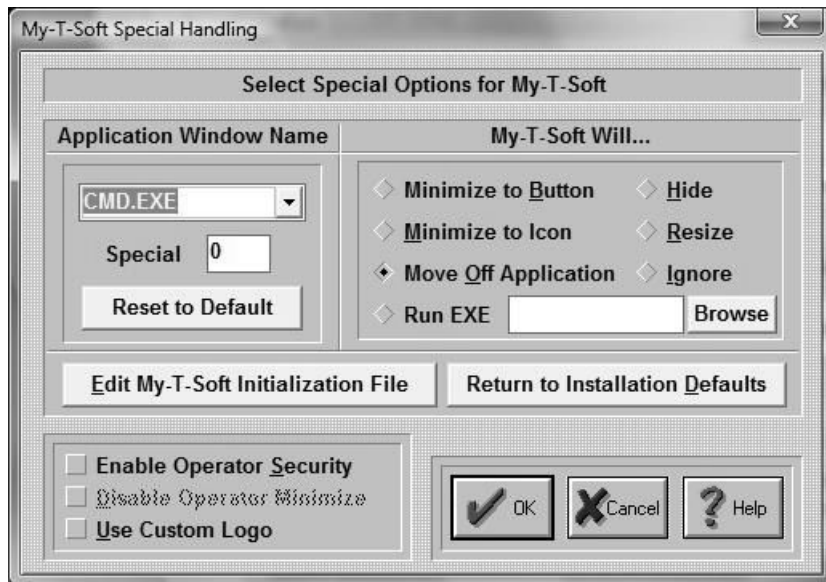 My-T-Soft Special Handling
X
Select Special Options for My-T-Soft
Application Window Name
My-T-Soft Will...
CMD.EXE
Special 0
Reset to Default
Minimize to Button
Hide
Minimize to Icon
Resize
Move Off Application
Ignore
Run EXE
Browse
Edit My-T-Soft Initialization File
Return to Installation Defaults
Enable Operator Security
Disable Operator Minimize
Use Custom Logo
OK
Cancel
Help